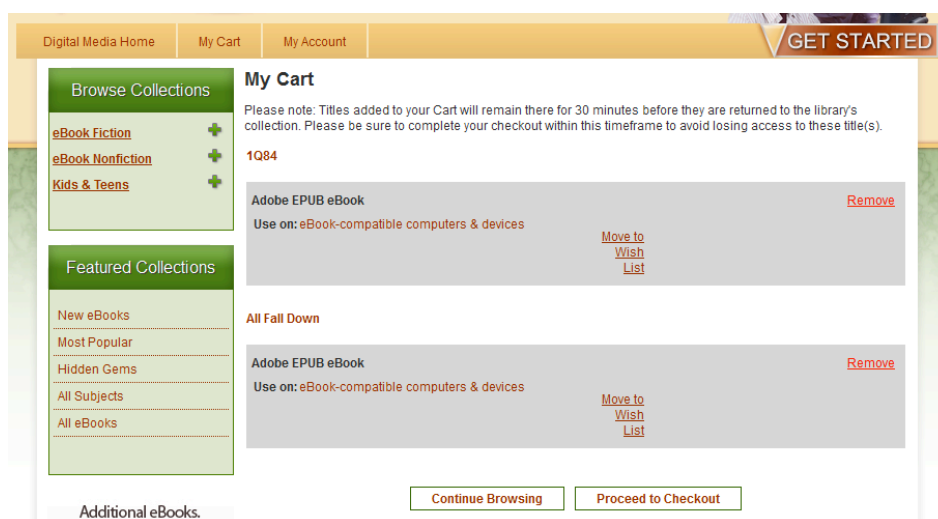 Digital Media Home
My Cart
My Account
GET STARTED
Browse Collections
eBook Fiction
eBook Nonfiction
Kids & Teens
Featured Collections
New eBooks
Most Popular
Hidden Gems
All Subjects
All eBooks
Additional eBooks.
My Cart
Please note: Titles added to your Cart will remain there for 30 minutes before they are returned to the library's
collection. Please be sure to complete your checkout within this timeframe to avoid losing access to these title(s).
1Q84
Adobe EPUB eBook
Remove
Use on: eBook-compatible computers & devices
Move to
Wish
List
All Fall Down
Adobe EPUB eBook
Remove
Use on: eBook-compatible computers & devices
Move to
Wish
List
Continue Browsing
Proceed to Checkout